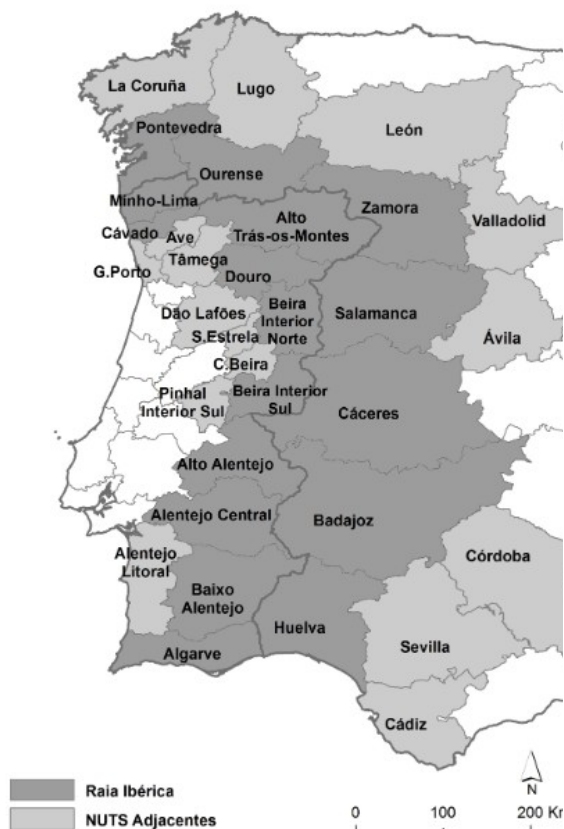 La Coruña
Lugo
León
Pontevedra
Ourense
Minho-Lima
Zamora
Alto
Trás-os-Montes
Valladolid
Cávado
Ave
Tâmega
G.Porto
Douro
Dão Lafões
Beira
Interior
Norte
Salamanca
Ávila
S.Estrela
C.Beira
Pinhal
Interior Sul
Beira Interior
Sul
Cáceres
Alto Alentejo
Alentejo Central
Badajoz
Alentejo
Litoral
Córdoba
Baixo
Alentejo
Huelva
Sevilla
Algarve
Cádiz
Raia Ibérica
NUTS Adjacentes
N
0 100 200 Km